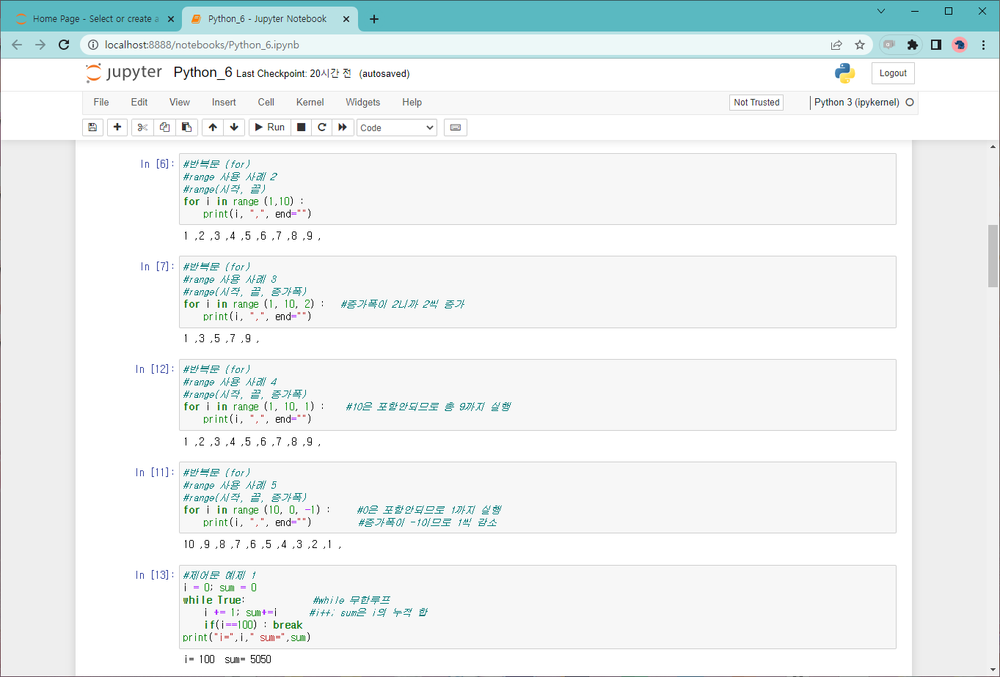 Home Page - Select or create a
Python_6 - Jupyter Notebook
localhost:8888/notebooks/Python_6.ipynb
jupyter Python_6 Last Checkpoint: 20시간 전 (autosaved)
Logout
File Edit View Insert Cell Kernel Widgets Help
Not Trusted
Python 3 (ipykernel)
Run
Code
In [6]:
#반복문 (for)
#range 사용 사례 2
#range(시작, 끝)
for i in range (1,10) :
    print(i, ",", end="")
1 ,2 ,3 ,4 ,5 ,6 ,7 ,8 ,9 ,
In [7]:
#반복문 (for)
#range 사용 사례 3
#range(시작, 끝, 증가폭)
for i in range (1, 10, 2) :   #증가폭이 2니까 2씩 증가
    print(i, ",", end="")
1 ,3 ,5 ,7 ,9 ,
In [12]:
#반복문 (for)
#range 사용 사례 4
#range(시작, 끝, 증가폭)
for i in range (1, 10, 1) :    #10은 포함안되므로 총 9까지 실행
    print(i, ",", end="")
1 ,2 ,3 ,4 ,5 ,6 ,7 ,8 ,9 ,
In [11]:
#반복문 (for)
#range 사용 사례 5
#range(시작, 끝, 증가폭)
for i in range (10, 0, -1) :     #0은 포함안되므로 1까지 실행
    print(i, ",", end="")         #증가폭이 -1이므로 1씩 감소
10 ,9 ,8 ,7 ,6 ,5 ,4 ,3 ,2 ,1 ,
In [13]:
#제어문 예제 1
i = 0; sum = 0
while True:             #while 무한루프
    i += 1; sum+=i      #i++; sum은 i의 누적 합
    if(i==100) : break
print("i=",i," sum=",sum)
i= 100  sum= 5050